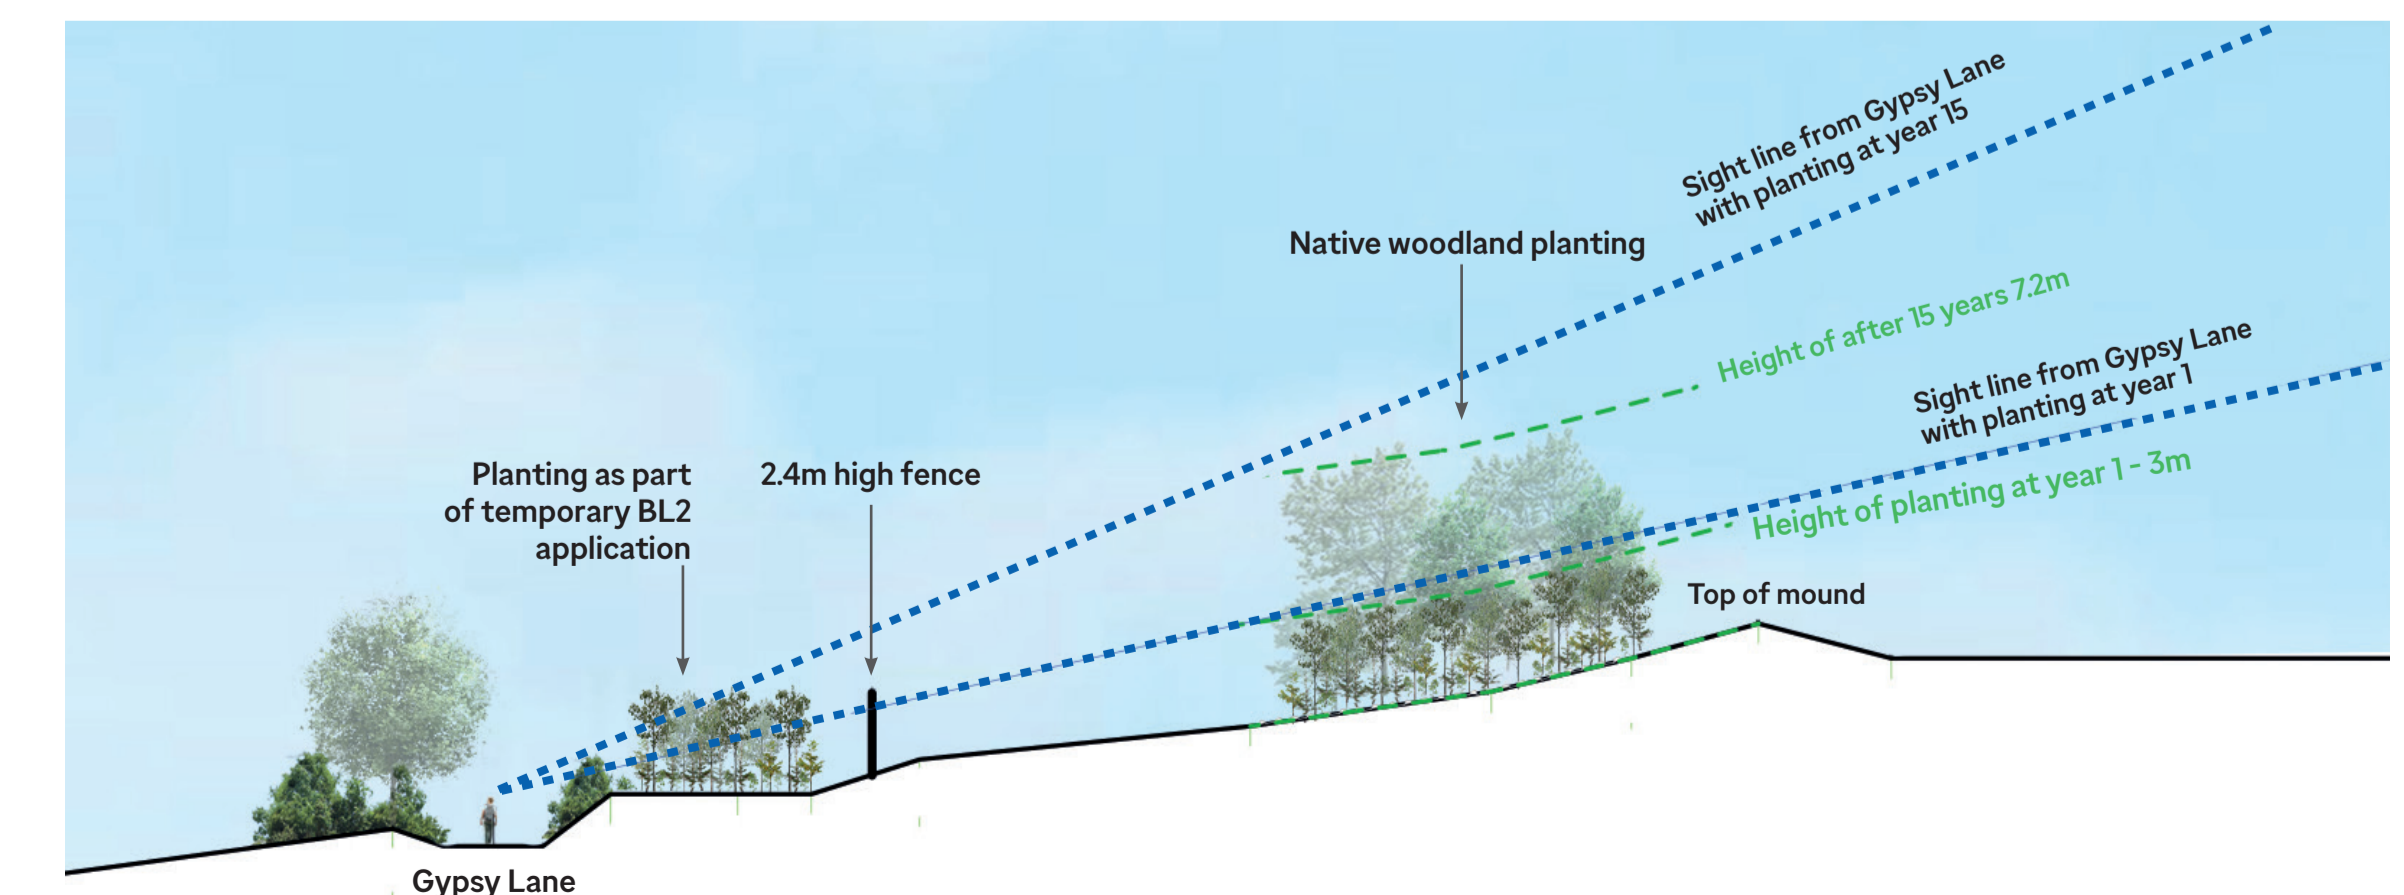 Sight line from Gypsy Lane
with planting at year 15
Native woodland planting
Height of after 15 years 7.2m
Sight line from Gypsy Lane
with planting at year 1
Planting as part
of temporary BL2
application
2.4m high fence
Height of planting at year 1 - 3m
Top of mound
Gypsy Lane